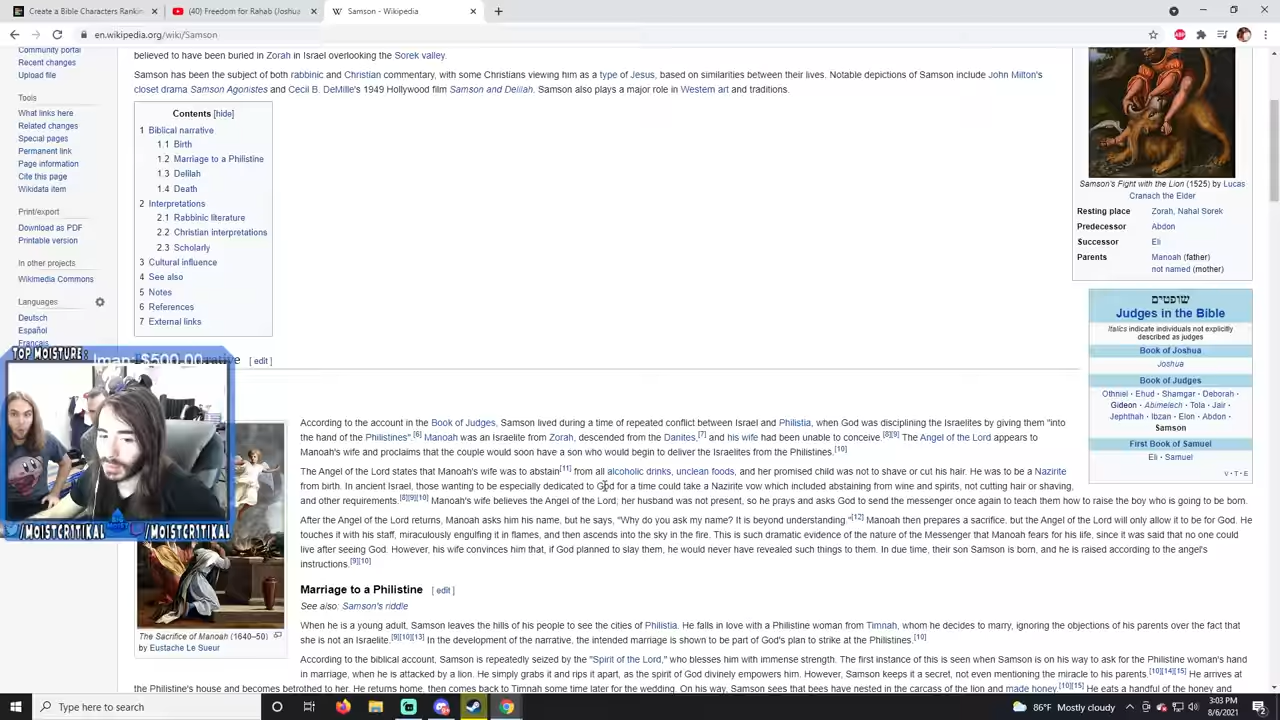 Create a Bible Characters Rankin
(40) Freedom for Rahab (Joshua
Samson - Wikipedia
en.wikipedia.org/wiki/Samson
Community portal
Recent changes
Upload file
Tools
What links here
Related changes
Special pages
Permanent link
Page information
Cite this page
Wikidata item
Print/export
Download as PDF
Printable version
In other projects
Wikimedia Commons
Languages
Deutsch
Español
Français
believed to have been buried in Zorah in Israel overlooking the Sorek valley.
Samson has been the subject of both rabbinic and Christian commentary, with some Christians viewing him as a type of Jesus, based on similarities between their lives. Notable depictions of Samson include John Milton's
closet drama Samson Agonistes and Cecil B. DeMille's 1949 Hollywood film Samson and Delilah. Samson also plays a major role in Western art and traditions.
Contents [hide]
1 Biblical narrative
1.1 Birth
1.2 Marriage to a Philistine
1.3 Delilah
1.4 Death
2 Interpretations
2.1 Rabbinic literature
2.2 Christian interpretations
2.3 Scholarly
3 Cultural influence
4 See also
5 Notes
6 References
7 External links
Samson's Fight with the Lion (1525) by Lucas
Cranach the Elder
Resting place Zorah, Nahal Sorek
Predecessor Abdon
Successor Eli
Parents Manoah (father)
not named (mother)
שופטים
Judges in the Bible
Italics indicate individuals not explicitly
described as judges
Book of Joshua
Joshua
Book of Judges
Othniel · Ehud · Shamgar · Deborah ·
Gideon · Abimelech · Tola · Jair ·
Jephthah · Ibzan · Elon · Abdon ·
Samson
First Book of Samuel
Eli · Samuel
V · T · E
TOP MOISTURE: lman: $500.00
[ edit ]
According to the account in the Book of Judges, Samson lived during a time of repeated conflict between Israel and Philistia, when God was disciplining the Israelites by giving them "into
the hand of the Philistines".[6] Manoah was an Israelite from Zorah, descended from the Danites,[7] and his wife had been unable to conceive.[8][9] The Angel of the Lord appears to
Manoah's wife and proclaims that the couple would soon have a son who would begin to deliver the Israelites from the Philistines.[10]
The Angel of the Lord states that Manoah's wife was to abstain[11] from all alcoholic drinks, unclean foods, and her promised child was not to shave or cut his hair. He was to be a Nazirite
from birth. In ancient Israel, those wanting to be especially dedicated to God for a time could take a Nazirite vow which included abstaining from wine and spirits, not cutting hair or shaving,
and other requirements.[8][9][10] Manoah's wife believes the Angel of the Lord; her husband was not present, so he prays and asks God to send the messenger once again to teach them how to raise the boy who is going to be born.
After the Angel of the Lord returns, Manoah asks him his name, but he says, "Why do you ask my name? It is beyond understanding."[12] Manoah then prepares a sacrifice, but the Angel of the Lord will only allow it to be for God. He
touches it with his staff, miraculously engulfing it in flames, and then ascends into the sky in the fire. This is such dramatic evidence of the nature of the Messenger that Manoah fears for his life, since it was said that no one could
live after seeing God. However, his wife convinces him that, if God planned to slay them, he would never have revealed such things to them. In due time, their son Samson is born, and he is raised according to the angel's
instructions.[9][10]
/MOISTCR1TIKAL /MOISTCR1TIKAL
The Sacrifice of Manoah (1640–50)
by Eustache Le Sueur
Marriage to a Philistine [ edit ]
See also: Samson's riddle
When he is a young adult, Samson leaves the hills of his people to see the cities of Philistia. He falls in love with a Philistine woman from Timnah, whom he decides to marry, ignoring the objections of his parents over the fact that
she is not an Israelite.[9][10][13] In the development of the narrative, the intended marriage is shown to be part of God's plan to strike at the Philistines.[10]
According to the biblical account, Samson is repeatedly seized by the "Spirit of the Lord," who blesses him with immense strength. The first instance of this is seen when Samson is on his way to ask for the Philistine woman's hand
in marriage, when he is attacked by a lion. He simply grabs it and rips it apart, as the spirit of God divinely empowers him. However, Samson keeps it a secret, not even mentioning the miracle to his parents.[10][14][15] He arrives at
the Philistine's house and becomes betrothed to her. He returns home, then comes back to Timnah some time later for the wedding. On his way, Samson sees that bees have nested in the carcass of the lion and made honey.[10][15] He eats a handful of the honey and
Type here to search
86°F Mostly cloudy
3:03 PM
8/6/2021
2